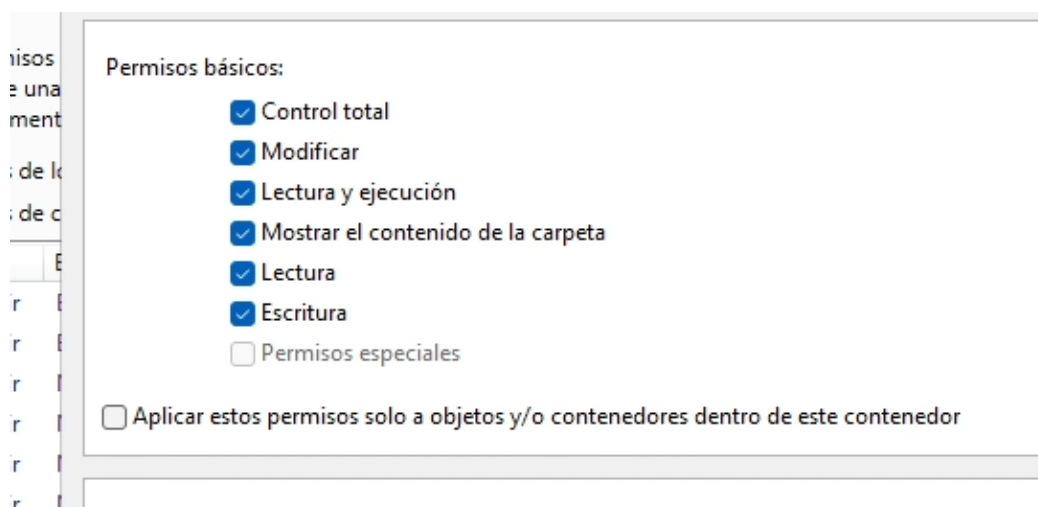 Permisos básicos:
Control total
Modificar
Lectura y ejecución
Mostrar el contenido de la carpeta
Lectura
Escritura
Permisos especiales
Aplicar estos permisos solo a objetos y/o contenedores dentro de este contenedor